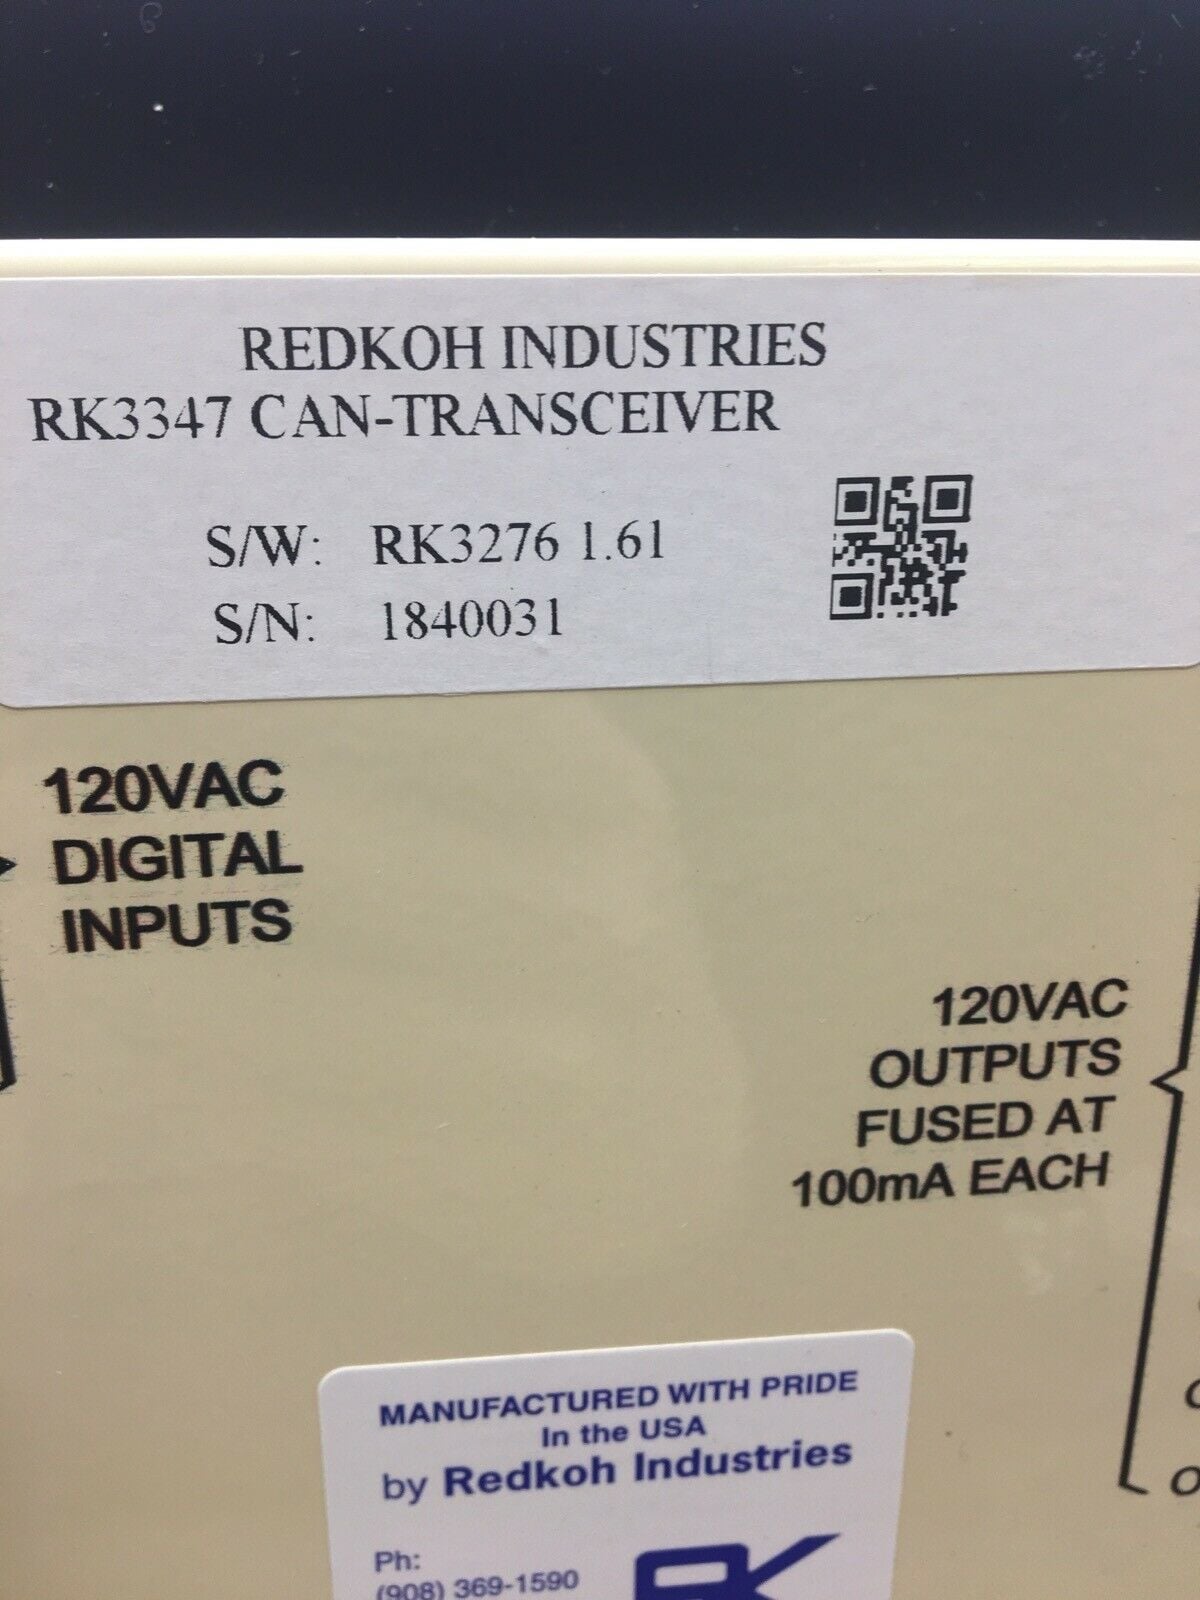 REDKOH INDUSTRIES
RK3347 CAN-TRANSCEIVER
S/W: RK3276 1.61
S/N: 1840031
120VAC
DIGITAL
INPUTS
120VAC
OUTPUTS
FUSED AT
100mA EACH
MANUFACTURED WITH PRIDE
In the USA
by Redkoh Industries
Ph:
(908) 369-1590
RK